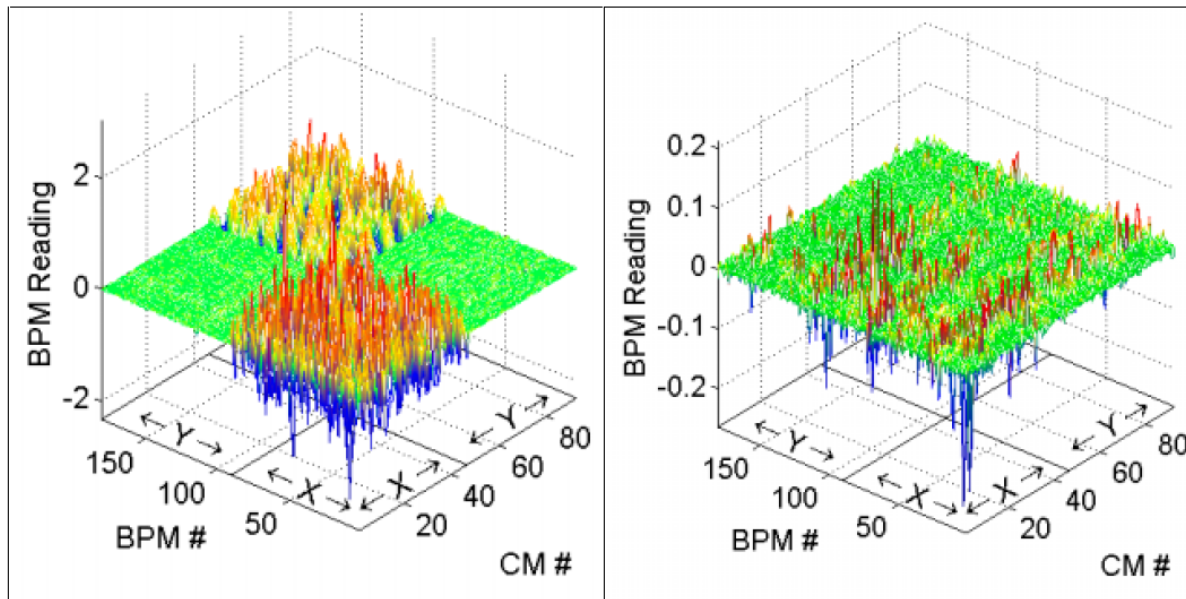 2
0
-2
BPM Reading
150
100
50
BPM #
← Y →
← X →
← X →
← Y →
20
40
60
80
CM #
0.2
0.1
0
-0.1
-0.2
BPM Reading
150
100
50
BPM #
← Y →
← X →
← X →
← Y →
20
40
60
80
CM #